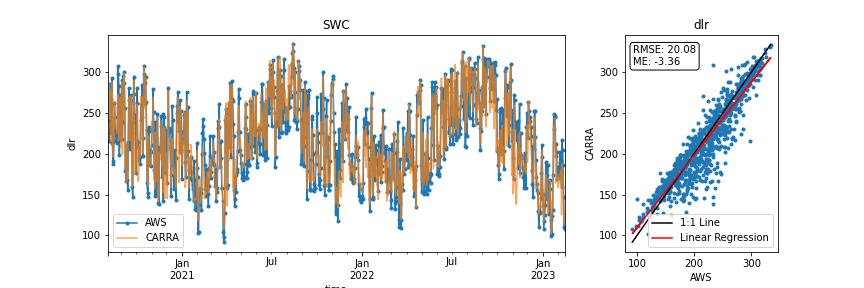 SWC
dlr
300
250
200
150
100
AWS
CARRA
Jan
2021
Jul
Jan
2022
Jul
Jan
2023
dlr
RMSE: 20.08
ME: -3.36
CARRA
300
250
200
150
100
1:1 Line
Linear Regression
100
200
300
AWS